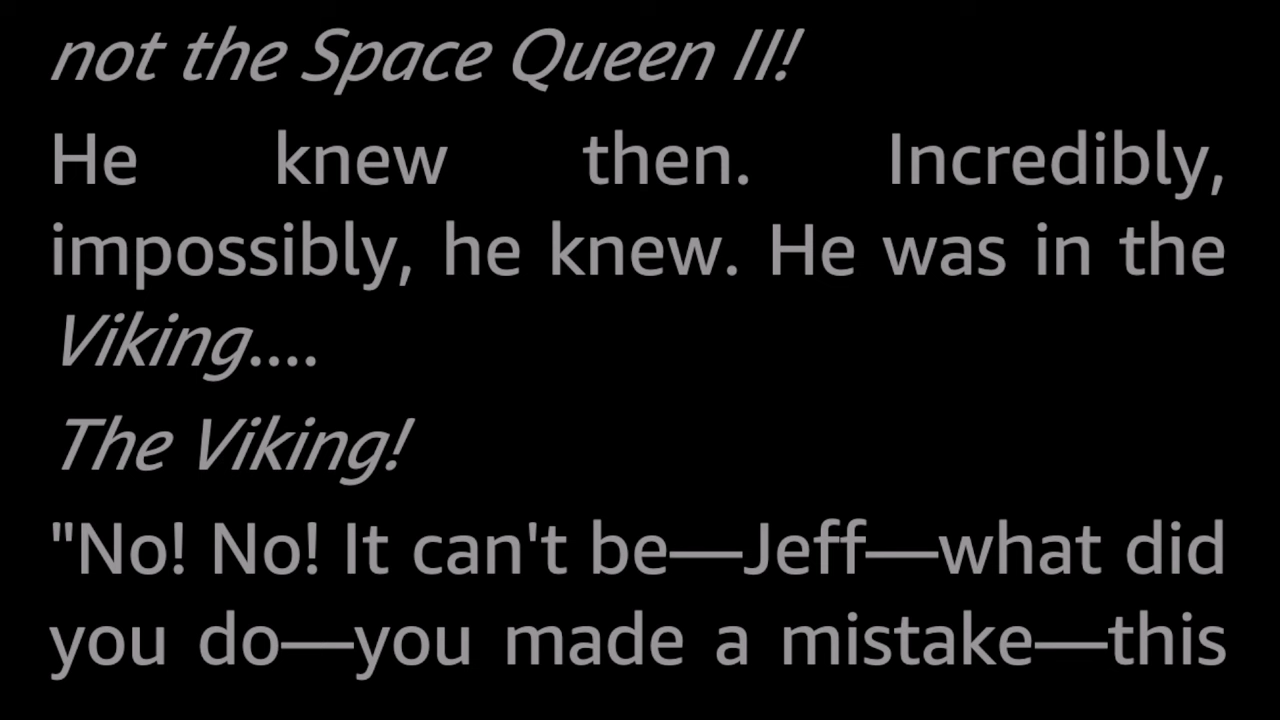 not the Space Queen II!
He knew then. Incredibly,
impossibly, he knew. He was in the
Viking....
The Viking!
"No! No! It can't be—Jeff—what did
you do—you made a mistake—this